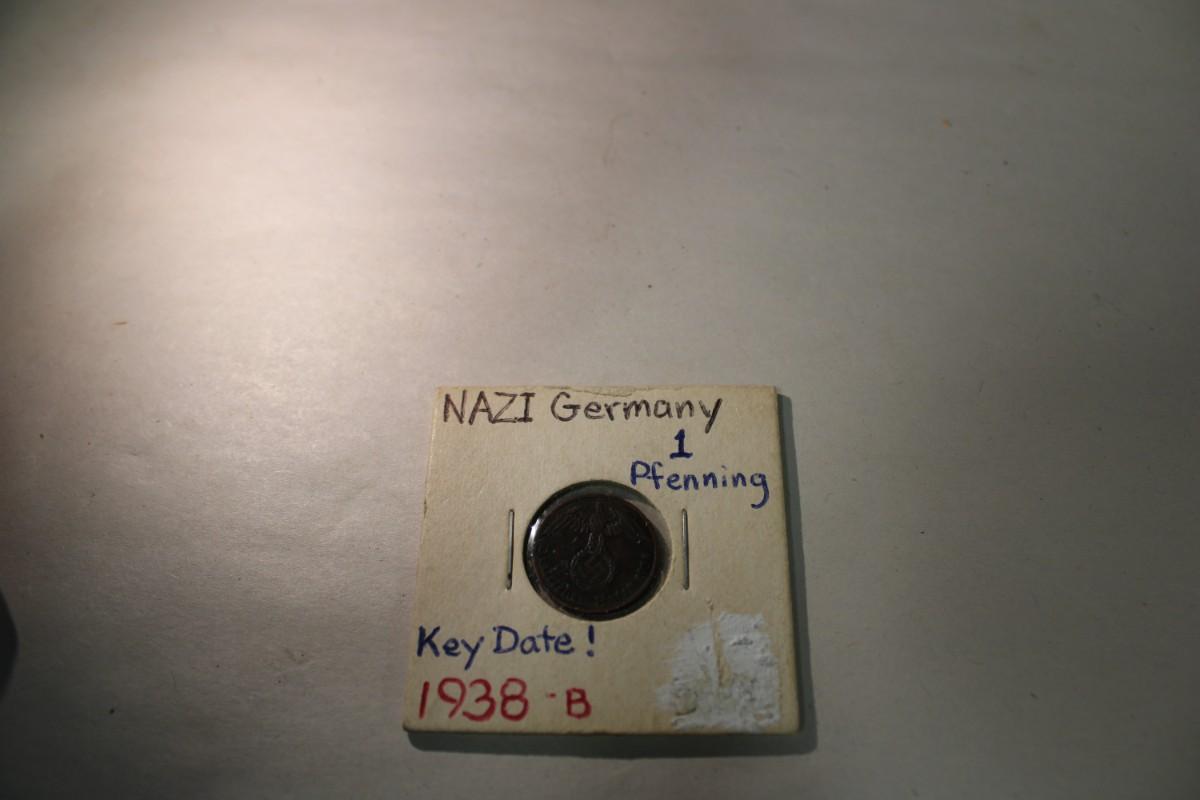 NAZI Germany
1
Pfenning
Key Date!
1938-B